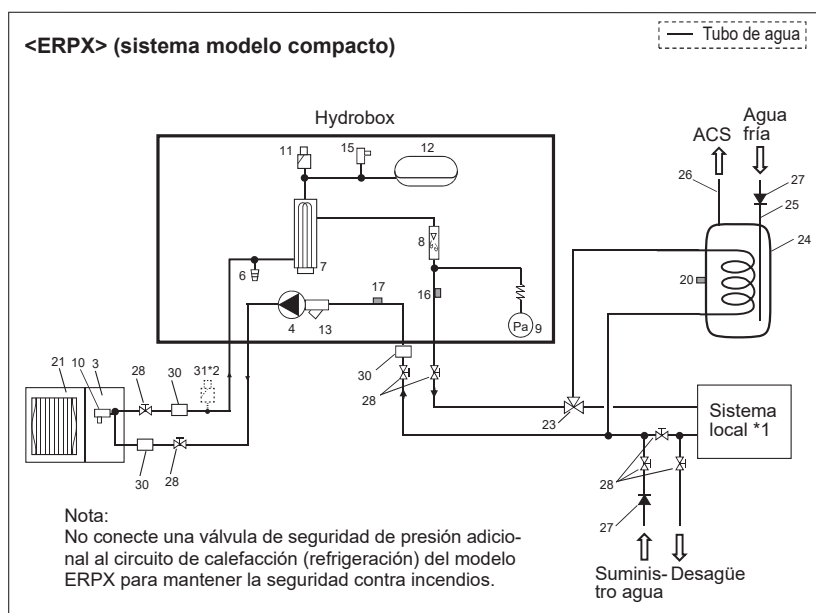 <ERPX> (sistema modelo compacto)
Tubo de agua
Hydrobox
ACS
Agua
fría
11
15
12
26
27
25
24
8
6
7
20
17
16
4
13
Pa
9
21
10
3
28
30
31*2
30
28
23
Sistema
local *1
30
28
28
27
Nota:
No conecte una válvula de seguridad de presión adicio-
nal al circuito de calefacción (refrigeración) del modelo
ERPX para mantener la seguridad contra incendios.
Suminis-
tro agua
Desagüe